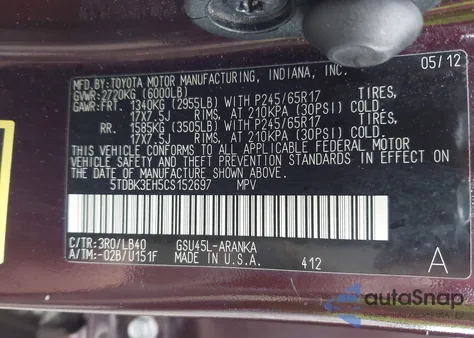 MFD.BY:TOYOTA MOTOR MANUFACTURING, INDIANA, INC. 05/12
GVWR:2720KG (6000LB)
GAWR:FRT. 1340KG (2955LB) WITH P245/65R17 TIRES,
17X7.5J RIMS, AT 210KPA (30PSI) COLD.
RR. 1585KG (3505LB) WITH P245/65R17 TIRES,
17X7.5J RIMS, AT 210KPA (30PSI) COLD.
THIS VEHICLE CONFORMS TO ALL APPLICABLE FEDERAL MOTOR
VEHICLE SAFETY AND THEFT PREVENTION STANDARDS IN EFFECT ON
THE DATE OF MANUFACTURE SHOWN ABOVE.
5TDBK3EH5CS152697 MPV
C/TR:3R0/LB40 GSU45L-ARANKA
A/TM:-02B/U151F MADE IN U.S.A. 412 A
autoSnap